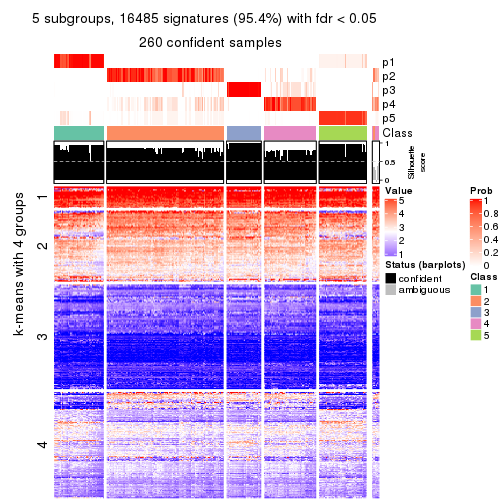 5 subgroups, 16485 signatures (95.4%) with fdr < 0.05
260 confident samples
p1
p2
p3
p4
p5
Class
1
0.5
0
Silhouette
score
k-means with 4 groups
1
2
3
4
Value
5
4
3
2
1
Status (barplots)
confident
ambiguous
Prob
1
0.8
0.6
0.4
0.2
0
Class
1
2
3
4
5